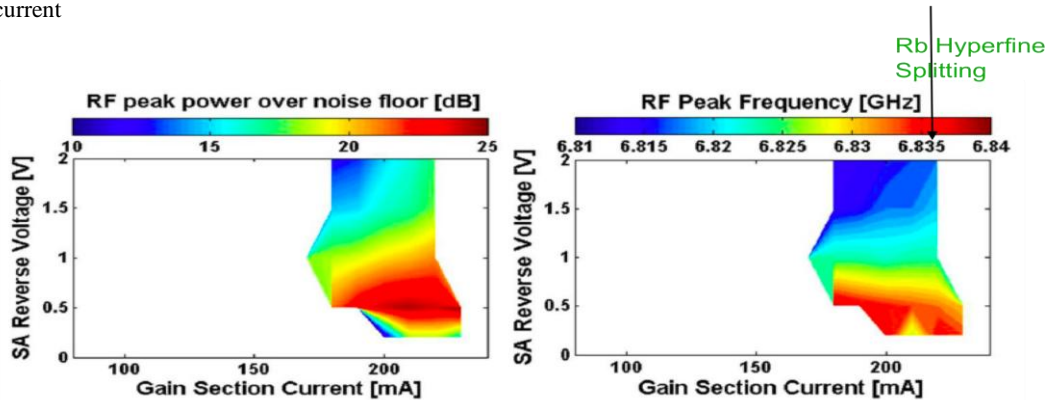 current
Rb Hyperfine
Splitting
RF peak power over noise floor [dB]
10 15 20 25
SA Reverse Voltage [V]
2
1.5
1
0.5
0
100 150 200
Gain Section Current [mA]
RF Peak Frequency [GHz]
6.81 6.815 6.82 6.825 6.83 6.835 6.84
SA Reverse Voltage [V]
2
1.5
1
0.5
0
100 150 200
Gain Section Current [mA]